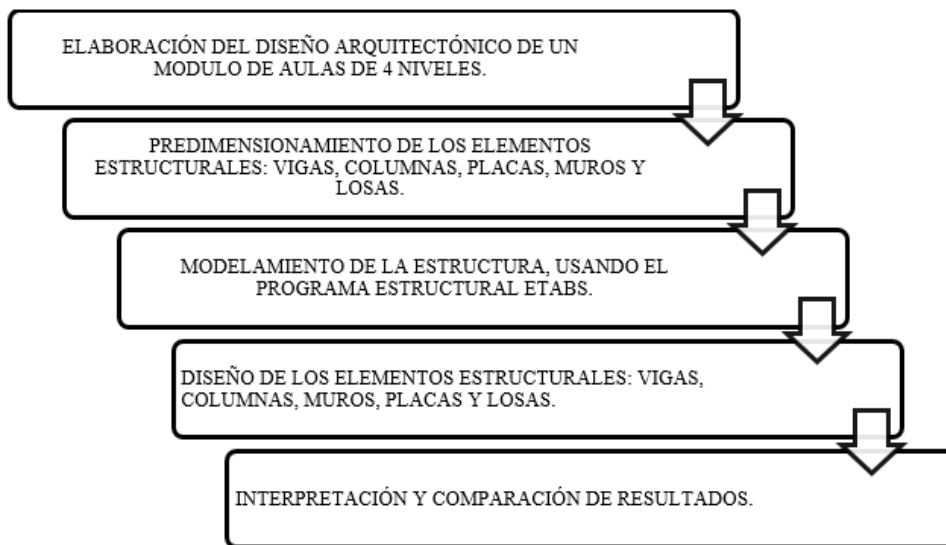 ELABORACIÓN DEL DISEÑO ARQUITECTÓNICO DE UN
MODULO DE AULAS DE 4 NIVELES.
PREDIMENSIONAMIENTO DE LOS ELEMENTOS
ESTRUCTURALES: VIGAS, COLUMNAS, PLACAS, MUROS Y
LOSAS.
MODELAMIENTO DE LA ESTRUCTURA, USANDO EL
PROGRAMA ESTRUCTURAL ETABS.
DISEÑO DE LOS ELEMENTOS ESTRUCTURALES: VIGAS,
COLUMNAS, MUROS, PLACAS Y LOSAS.
INTERPRETACIÓN Y COMPARACIÓN DE RESULTADOS.